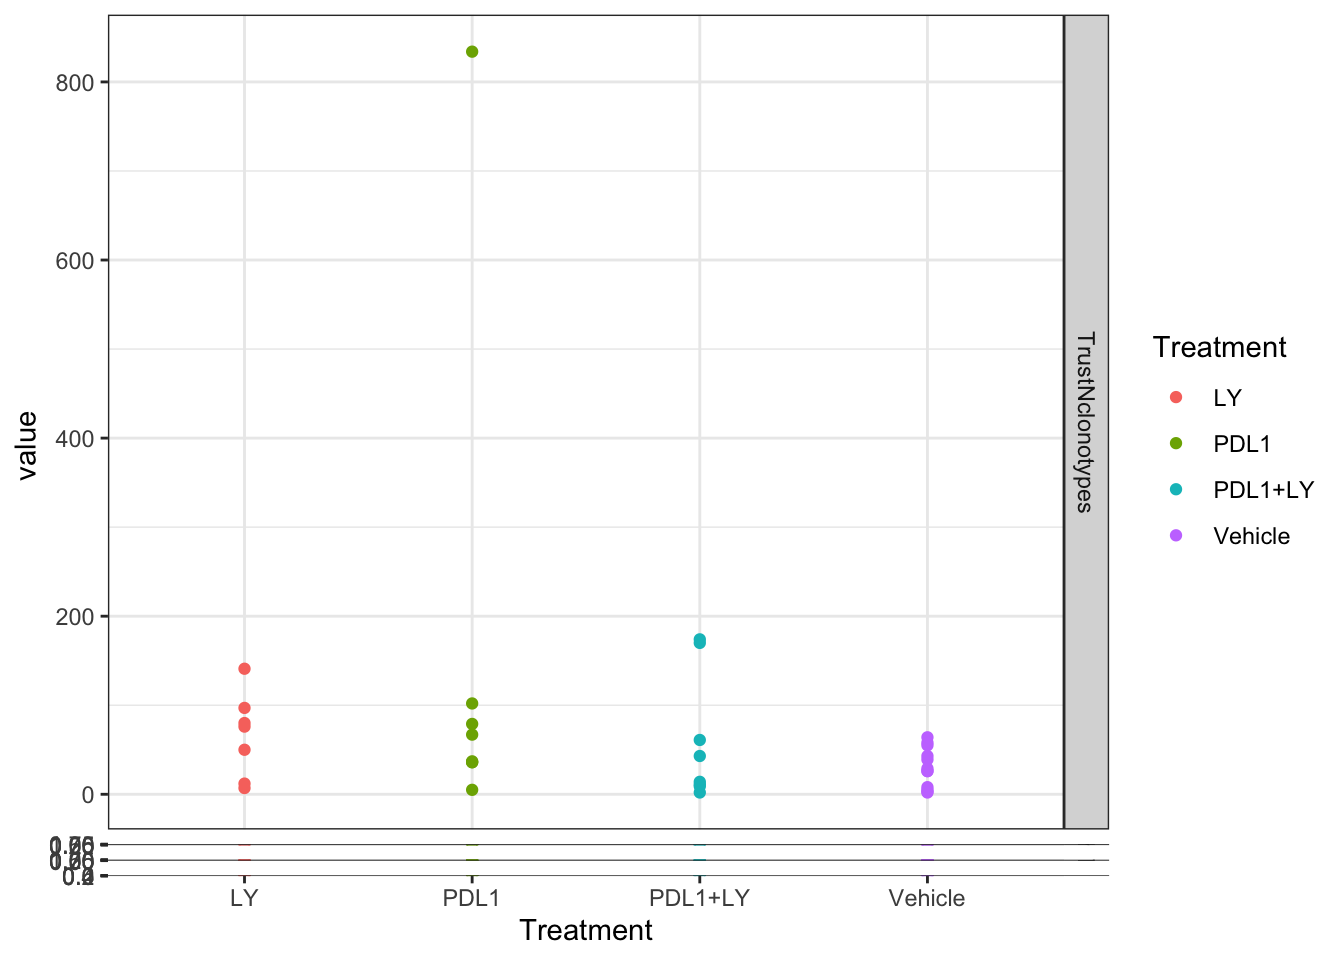 800
600
400
200
0
value
TrustNclonotypes
LY
PDL1
PDL1+LY
Vehicle
Treatment
Treatment
LY
PDL1
PDL1+LY
Vehicle